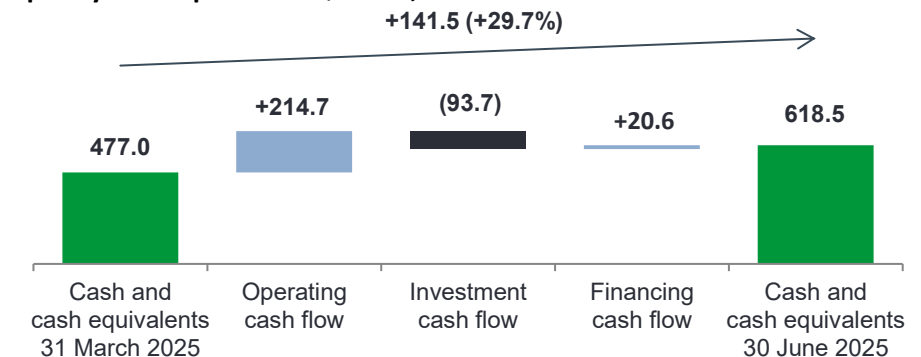 +141.5 (+29.7%)
477.0
+214.7
(93.7)
+20.6
618.5
Cash and
cash equivalents
31 March 2025
Operating
cash flow
Investment
cash flow
Financing
cash flow
Cash and
cash equivalents
30 June 2025